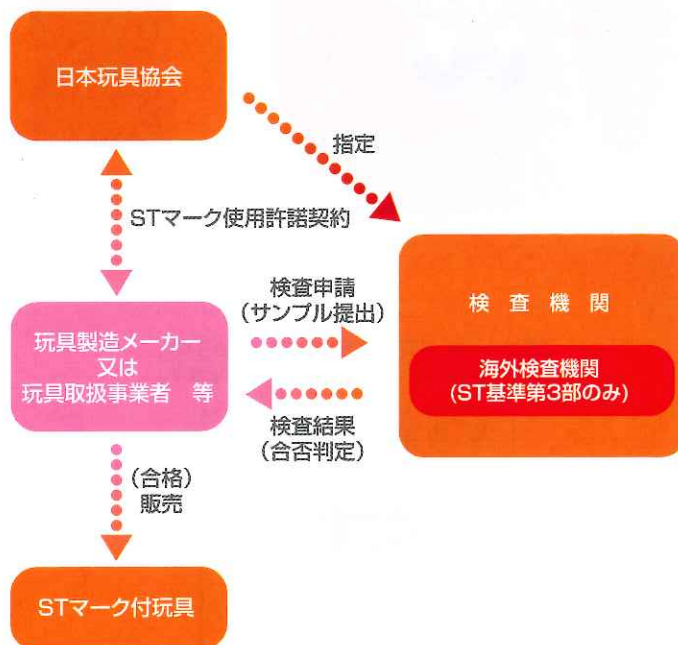 日本玩具協会
指定
STマーク使用許諾契約
検査申請
（サンプル提出）
検査機関
玩具製造メーカー
又は
玩具取扱事業者　等
海外検査機関
(ST基準第3部のみ)
検査結果
（合否判定）
（合格）
販売
STマーク付玩具